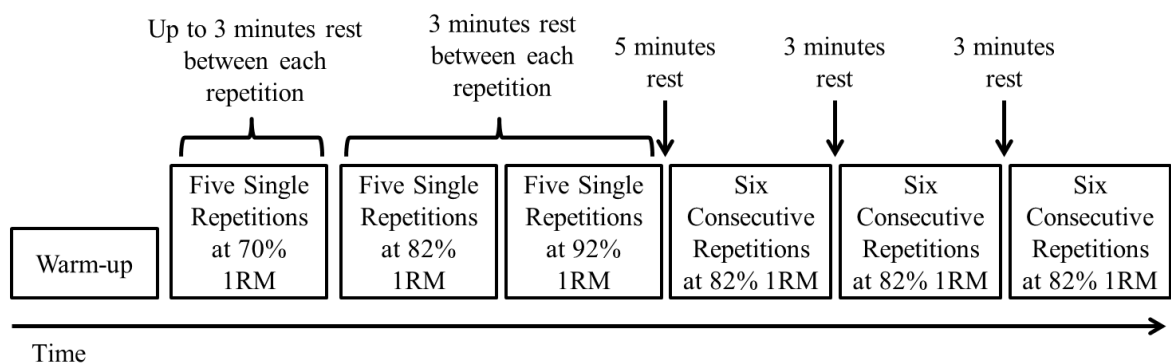 Up to 3 minutes rest
between each
repetition
3 minutes rest
between each
repetition
5 minutes
rest
3 minutes
rest
3 minutes
rest
Warm-up
Five Single
Repetitions
at 70%
1RM
Five Single
Repetitions
at 82%
1RM
Five Single
Repetitions
at 92%
1RM
Six
Consecutive
Repetitions
at 82% 1RM
Six
Consecutive
Repetitions
at 82% 1RM
Six
Consecutive
Repetitions
at 82% 1RM
Time